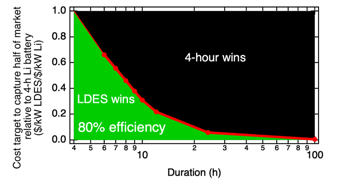 Cost target to capture half of market
relative to 4-h Li battery
($/kW LDES/$/kW Li)
1.0
0.8
0.6
0.4
0.2
0.0
4-hour wins
LDES wins
80% efficiency
4 5 6 7 8 9 10 2 3 4 5 6 7 8 9 100
Duration (h)